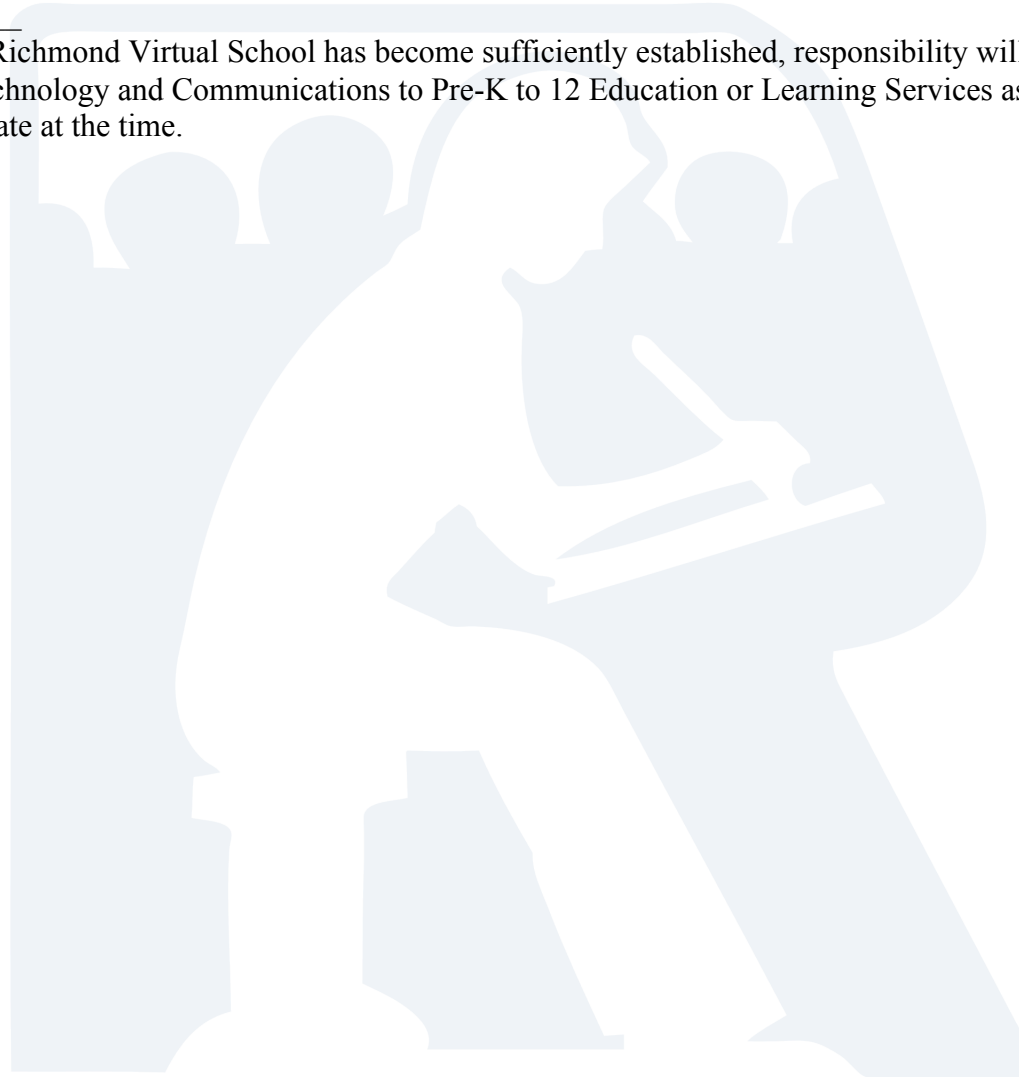 Richmond Virtual School has become sufficiently established, responsibility will
chnology and Communications to Pre-K to 12 Education or Learning Services as
ate at the time.